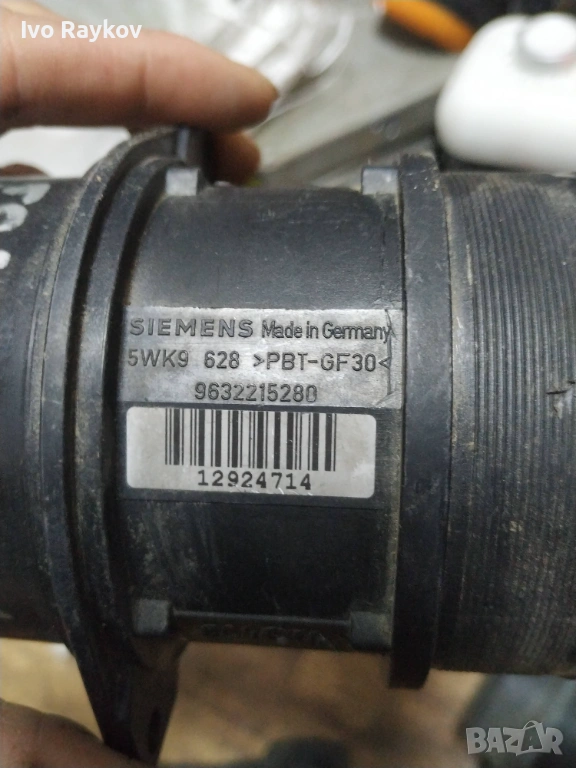 Ivo Raykov
SIEMENS Made in Germany
5WK9 628 >PBT-GF30<
9632215280
12924714
BAZAR